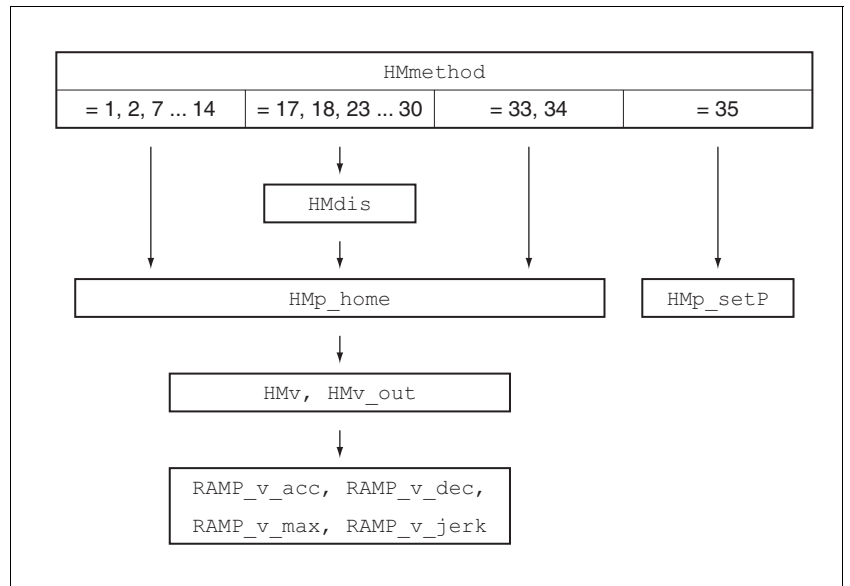 HMmethod
= 1, 2, 7 ... 14 = 17, 18, 23 ... 30 = 33, 34 = 35
HMdis
HMp_home HMp_setP
HMv, HMv_out
RAMP_v_acc, RAMP_v_dec,
RAMP_v_max, RAMP_v_jerk